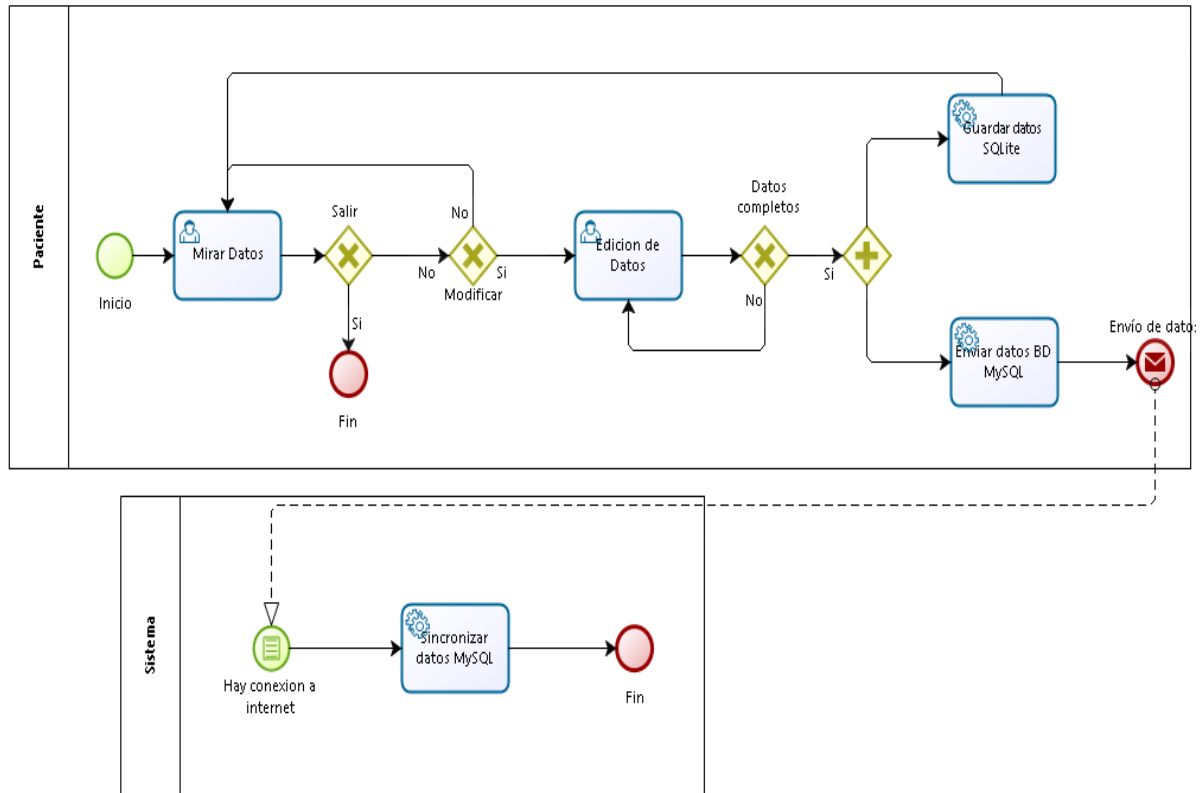 Paciente
Inicio
Mirar Datos
Salir
No
Si
Fin
No
Modificar
Si
Edicion de
Datos
Datos
completos
No
Si
Guardar datos
SQLite
Enviar datos BD
MySQL
Envío de datos
Sistema
Hay conexion a
internet
Sincronizar
datos MySQL
Fin